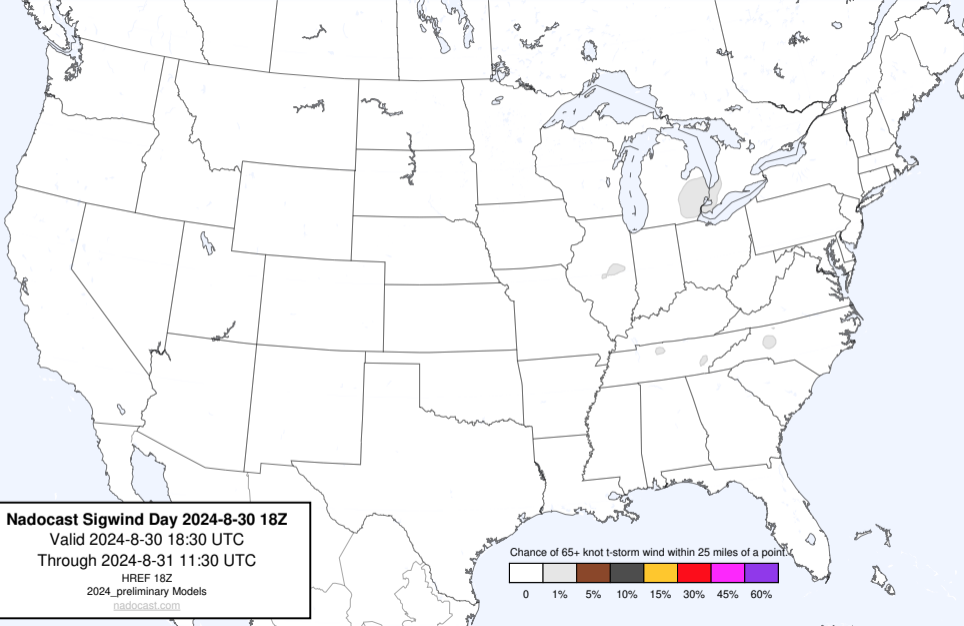 Nadocast Sigwind Day 2024-8-30 18Z
Valid 2024-8-30 18:30 UTC
Through 2024-8-31 11:30 UTC
HREF 18Z
2024_preliminary Models
nadocast.com
Chance of 65+ knot t-storm wind within 25 miles of a point.
0 1% 5% 10% 15% 30% 45% 60%